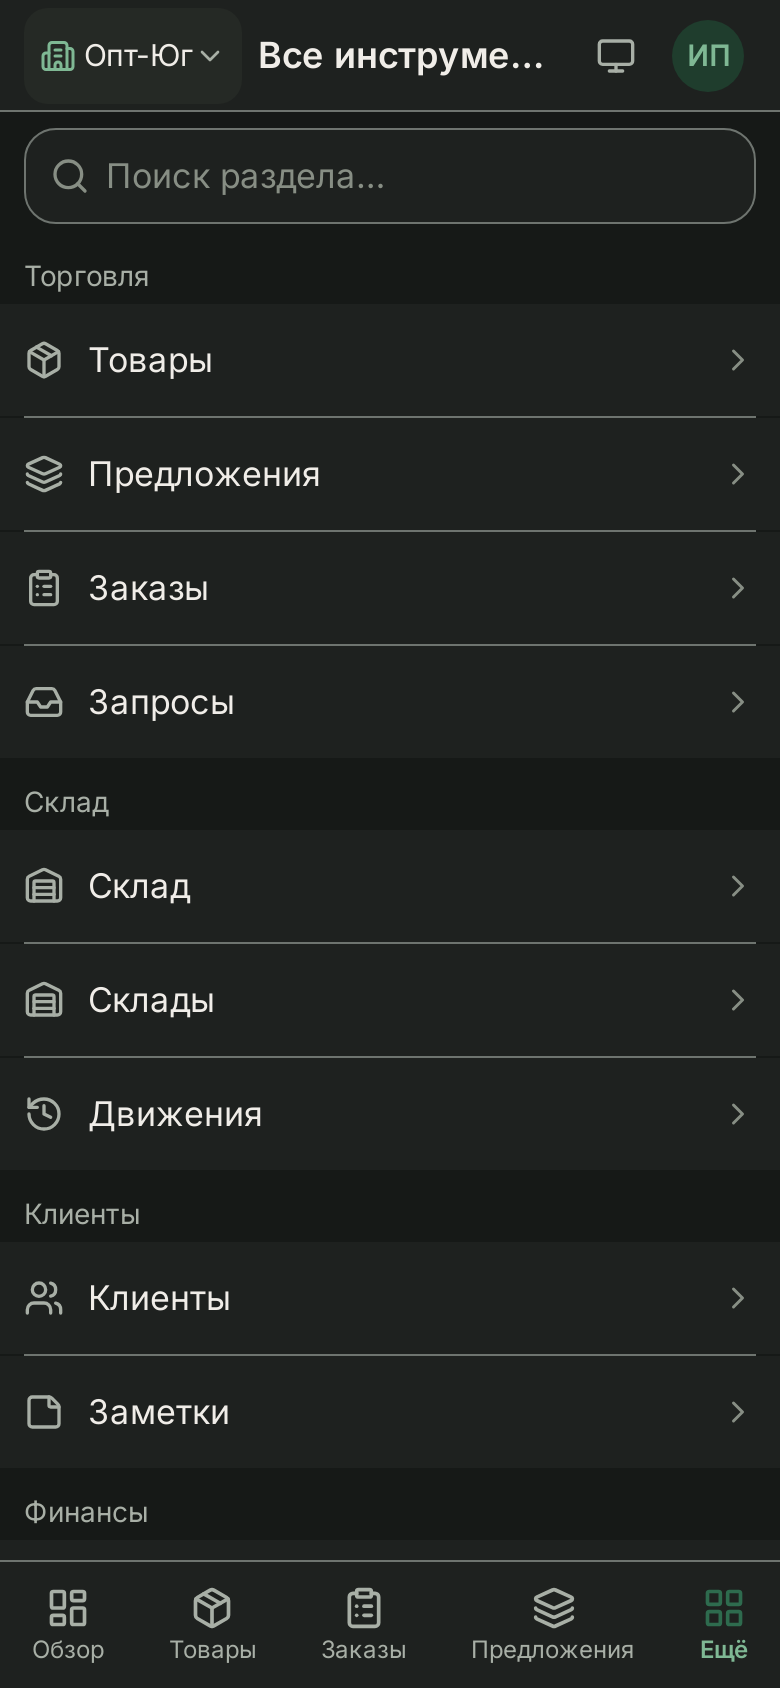 Опт-Юг
Все инструме...
ИП
Поиск раздела...
Торговля
Товары
Предложения
Заказы
Запросы
Склад
Склад
Склады
Движения
Клиенты
Клиенты
Заметки
Финансы
Обзор
Товары
Заказы
Предложения
Ещё